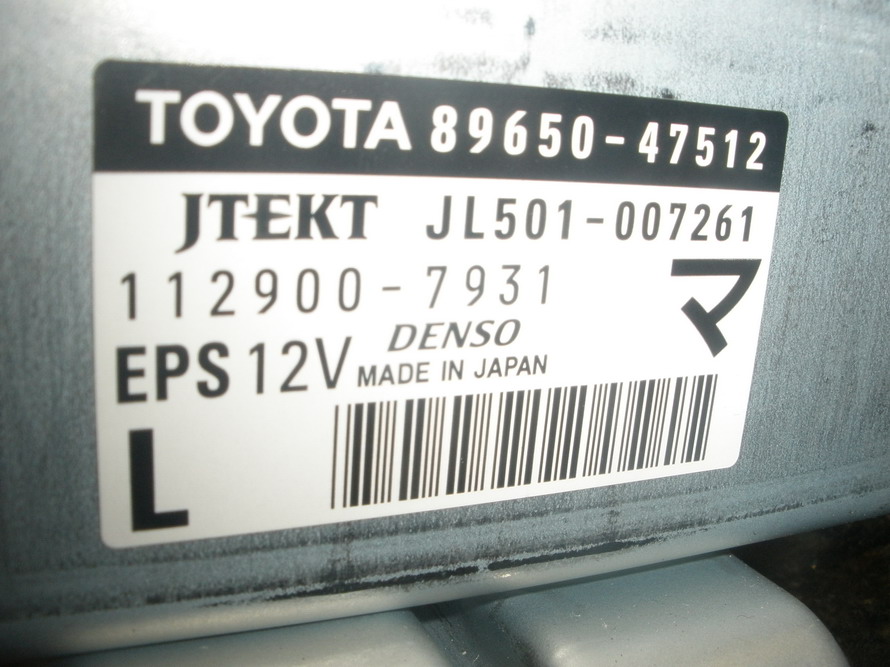 TOYOTA 89650-47512
JTEKT JL501-007261
112900-7931
マ
DENSO
EPS 12V MADE IN JAPAN
L